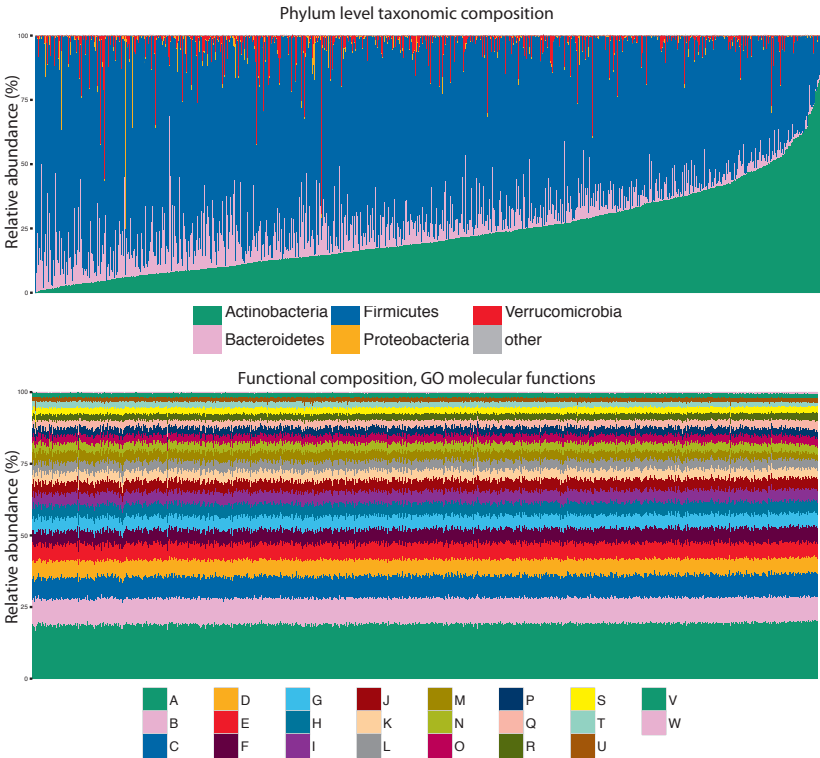 Phylum level taxonomic composition
Relative abundance (%)
100
75
50
25
0
Actinobacteria Firmicutes Verrucomicrobia
Bacteroidetes Proteobacteria other
Functional composition, GO molecular functions
Relative abundance (%)
100
75
50
25
0
A D G J M P S V
B E H K N Q T W
C F I L O R U